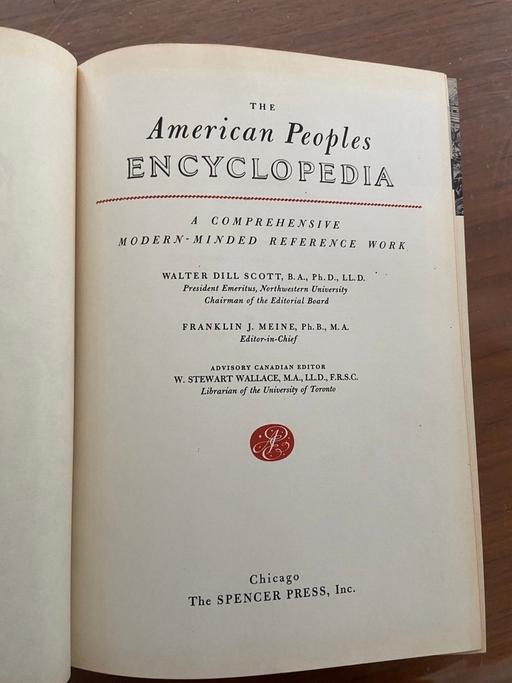 THE
American Peoples
ENCYCLOPEDIA
A COMPREHENSIVE
MODERN-MINDED REFERENCE WORK
WALTER DILL SCOTT, B.A., Ph.D., LL.D.
President Emeritus, Northwestern University
Chairman of the Editorial Board
FRANKLIN J. MEINE, Ph.B., M.A.
Editor-in-Chief
ADVISORY CANADIAN EDITOR
W. STEWART WALLACE, M.A., LL.D., F.R.S.C.
Librarian of the University of Toronto
APE
Chicago
The SPENCER PRESS, Inc.